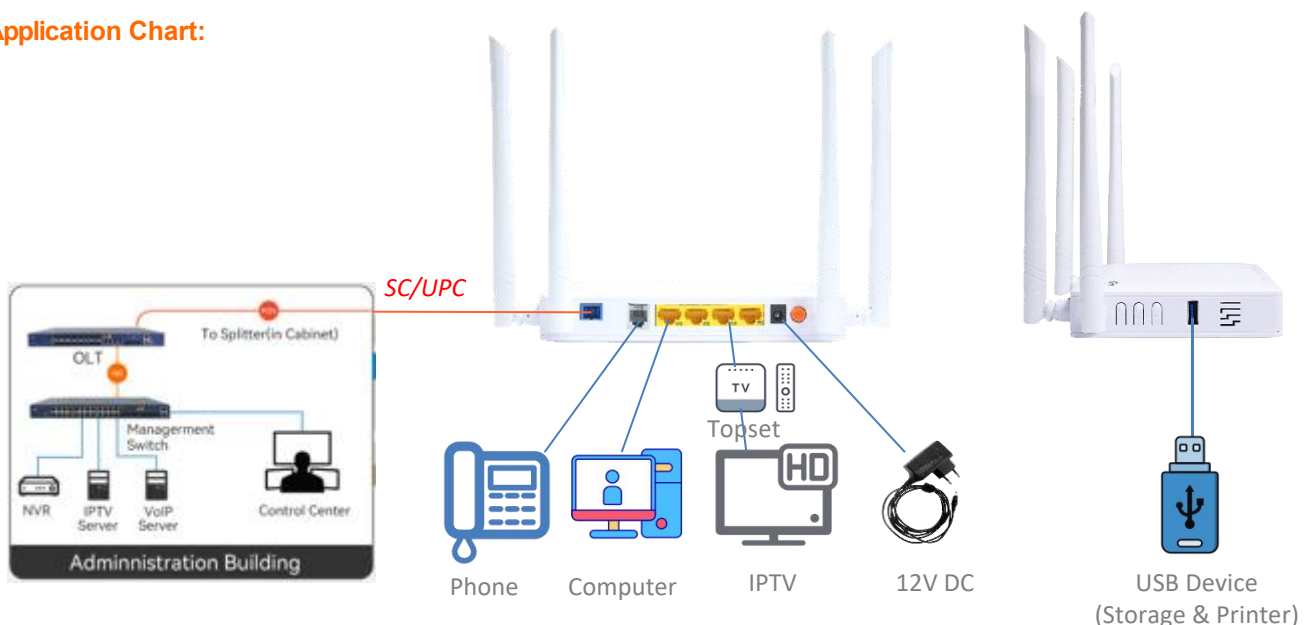 Application Chart:
SC/UPC
PON
To Splitter(in Cabinet)
OLT
Managerment
Switch
NVR
IPTV
Server
VoIP
Server
Control Center
Adminnistration Building
TV
Topset
HD
Phone
Computer
IPTV
12V DC
USB Device
(Storage & Printer)